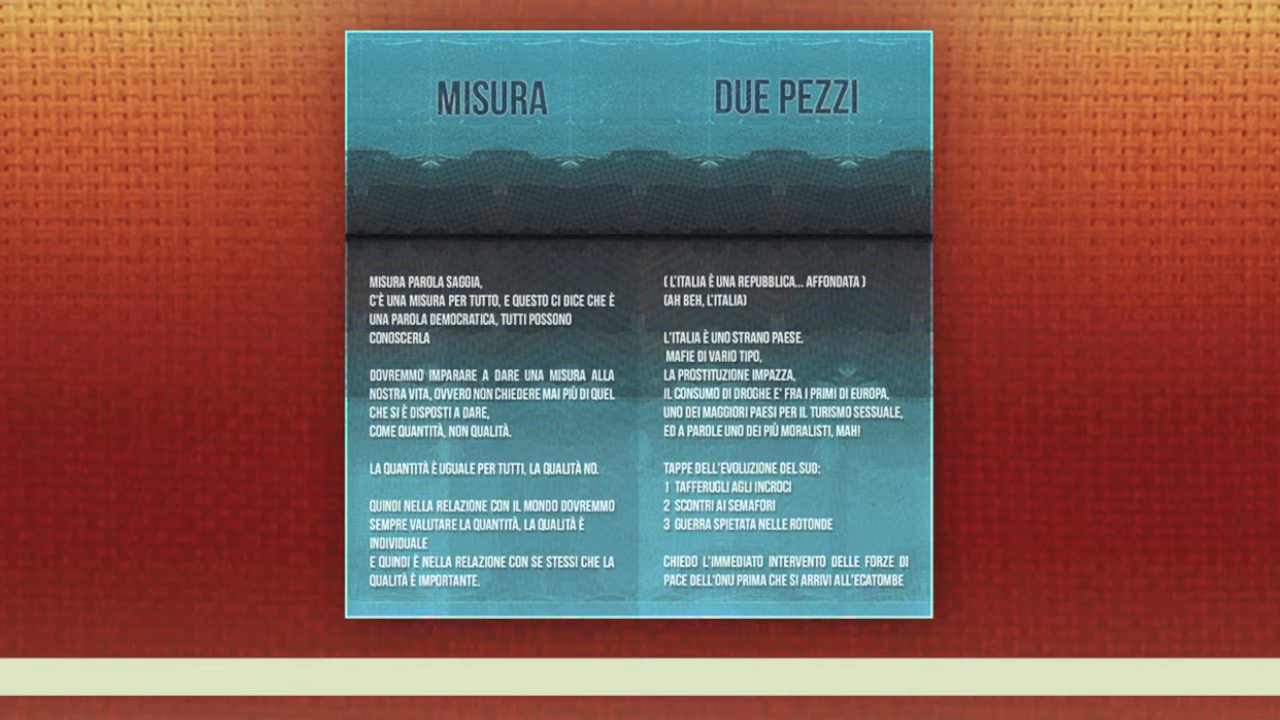 MISURA
MISURA PAROLA SAGGIA,
C'È UNA MISURA PER TUTTO, E QUESTO CI DICE CHE È
UNA PAROLA DEMOCRATICA, TUTTI POSSONO
CONOSCERLA
DOVREMMO IMPARARE A DARE UNA MISURA ALLA
NOSTRA VITA, OVVERO NON CHIEDERE MAI PIÙ DI QUEL
CHE SI È DISPOSTI A DARE,
COME QUANTITÀ, NON QUALITÀ.
LA QUANTITÀ È UGUALE PER TUTTI, LA QUALITÀ NO.
QUINDI NELLA RELAZIONE CON IL MONDO DOVREMMO
SEMPRE VALUTARE LA QUANTITÀ, LA QUALITÀ È
INDIVIDUALE
E QUINDI È NELLA RELAZIONE CON SE STESSI CHE LA
QUALITÀ È IMPORTANTE.
DUE PEZZI
( L'ITALIA È UNA REPUBBLICA... AFFONDATA )
(AH BEH, L'ITALIA)
L'ITALIA È UNO STRANO PAESE.
MAFIE DI VARIO TIPO,
LA PROSTITUZIONE IMPAZZA,
IL CONSUMO DI DROGHE E' FRA I PRIMI DI EUROPA,
UNO DEI MAGGIORI PAESI PER IL TURISMO SESSUALE,
ED A PAROLE UNO DEI PIÙ MORALISTI, MAH!
TAPPE DELL'EVOLUZIONE DEL SUD:
1 TAFFERUGLI AGLI INCROCI
2 SCONTRI AI SEMAFORI
3 GUERRA SPIETATA NELLE ROTONDE
CHIEDO L'IMMEDIATO INTERVENTO DELLE FORZE DI
PACE DELL'ONU PRIMA CHE SI ARRIVI ALL'ECATOMBE